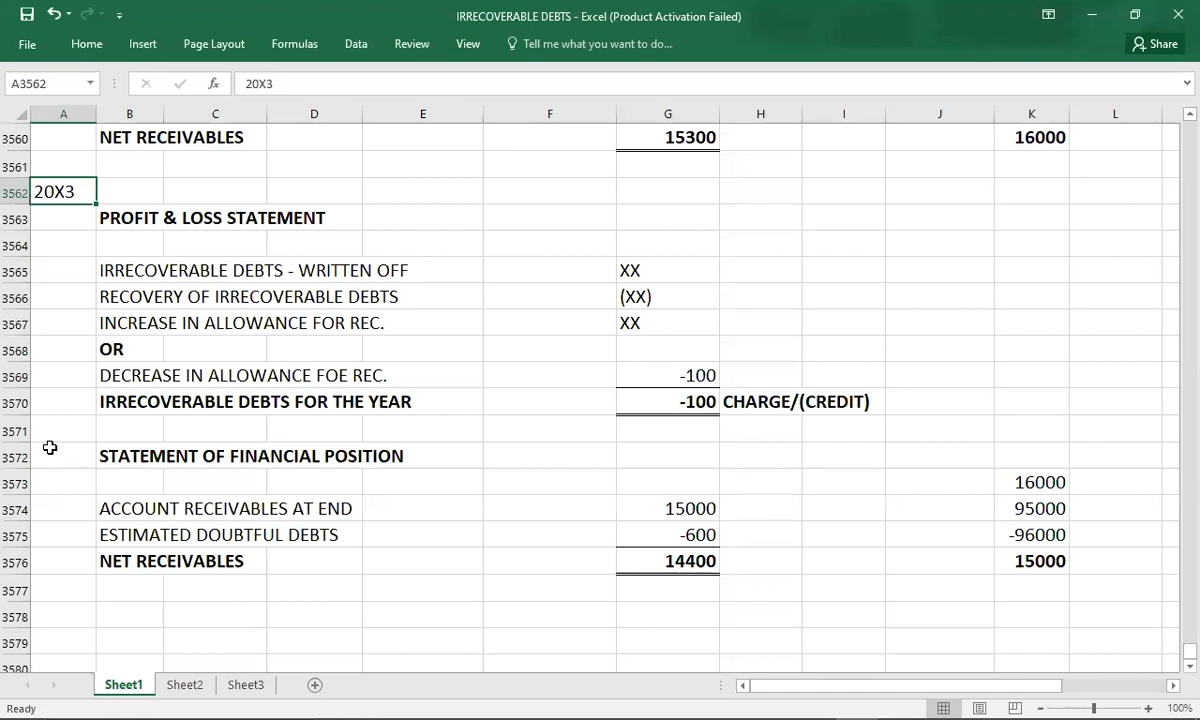 IRRECOVERABLE DEBTS - Excel (Product Activation Failed)
File Home Insert Page Layout Formulas Data Review View Tell me what you want to do... Share
A3562 fx 20X3
A B C D E F G H I J K L
3560 NET RECEIVABLES 15300 16000
3561
3562 20X3
3563 PROFIT & LOSS STATEMENT
3564
3565 IRRECOVERABLE DEBTS - WRITTEN OFF XX
3566 RECOVERY OF IRRECOVERABLE DEBTS (XX)
3567 INCREASE IN ALLOWANCE FOR REC. XX
3568 OR
3569 DECREASE IN ALLOWANCE FOE REC. -100
3570 IRRECOVERABLE DEBTS FOR THE YEAR -100 CHARGE/(CREDIT)
3571
3572 STATEMENT OF FINANCIAL POSITION
3573 16000
3574 ACCOUNT RECEIVABLES AT END 15000 95000
3575 ESTIMATED DOUBTFUL DEBTS -600 -96000
3576 NET RECEIVABLES 14400 15000
3577
3578
3579
3580
Sheet1 Sheet2 Sheet3
Ready 100%